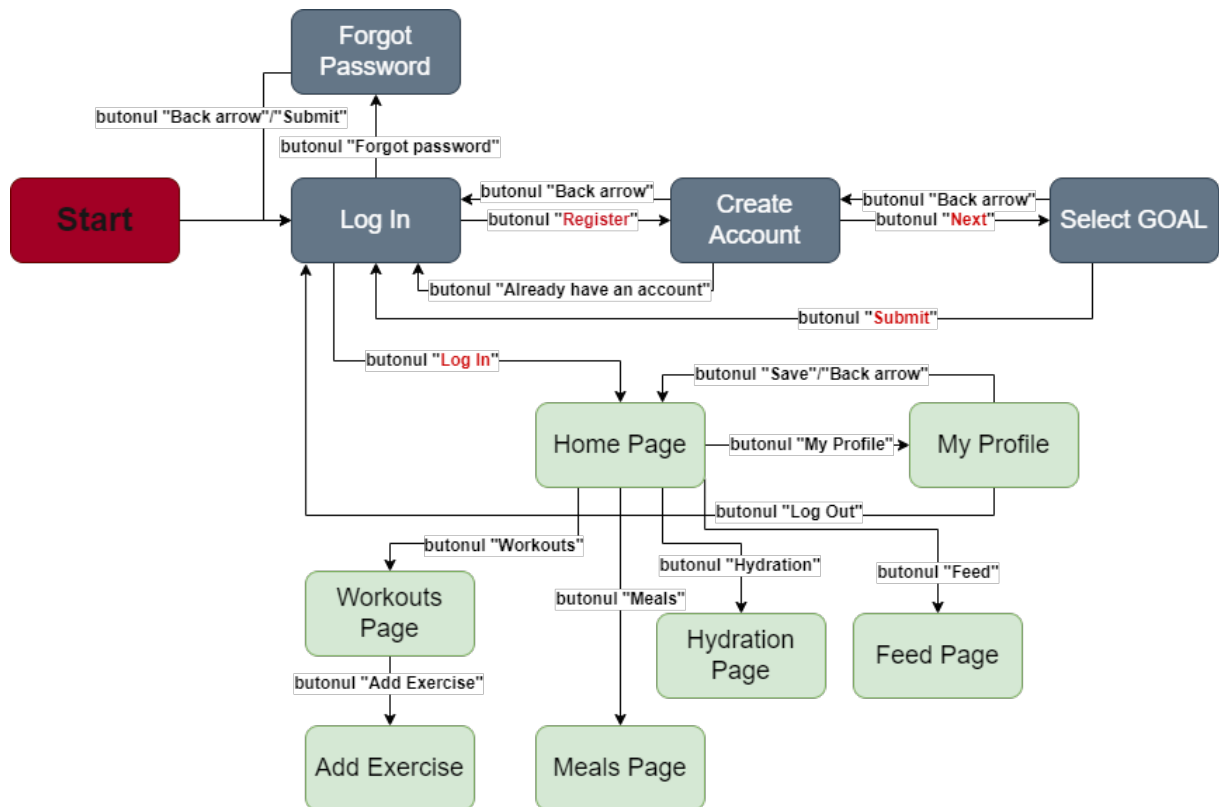 Forgot
Password
butonul "Back arrow"/"Submit"
butonul "Forgot password"
Start
Log In
butonul "Back arrow"
butonul "Register"
Create
Account
butonul "Back arrow"
butonul "Next"
Select GOAL
butonul "Already have an account"
butonul "Submit"
butonul "Log In"
butonul "Save"/"Back arrow"
Home Page
butonul "My Profile"
My Profile
butonul "Log Out"
butonul "Workouts"
butonul "Hydration"
butonul "Feed"
butonul "Meals"
Workouts
Page
Hydration
Page
Feed Page
butonul "Add Exercise"
Add Exercise
Meals Page